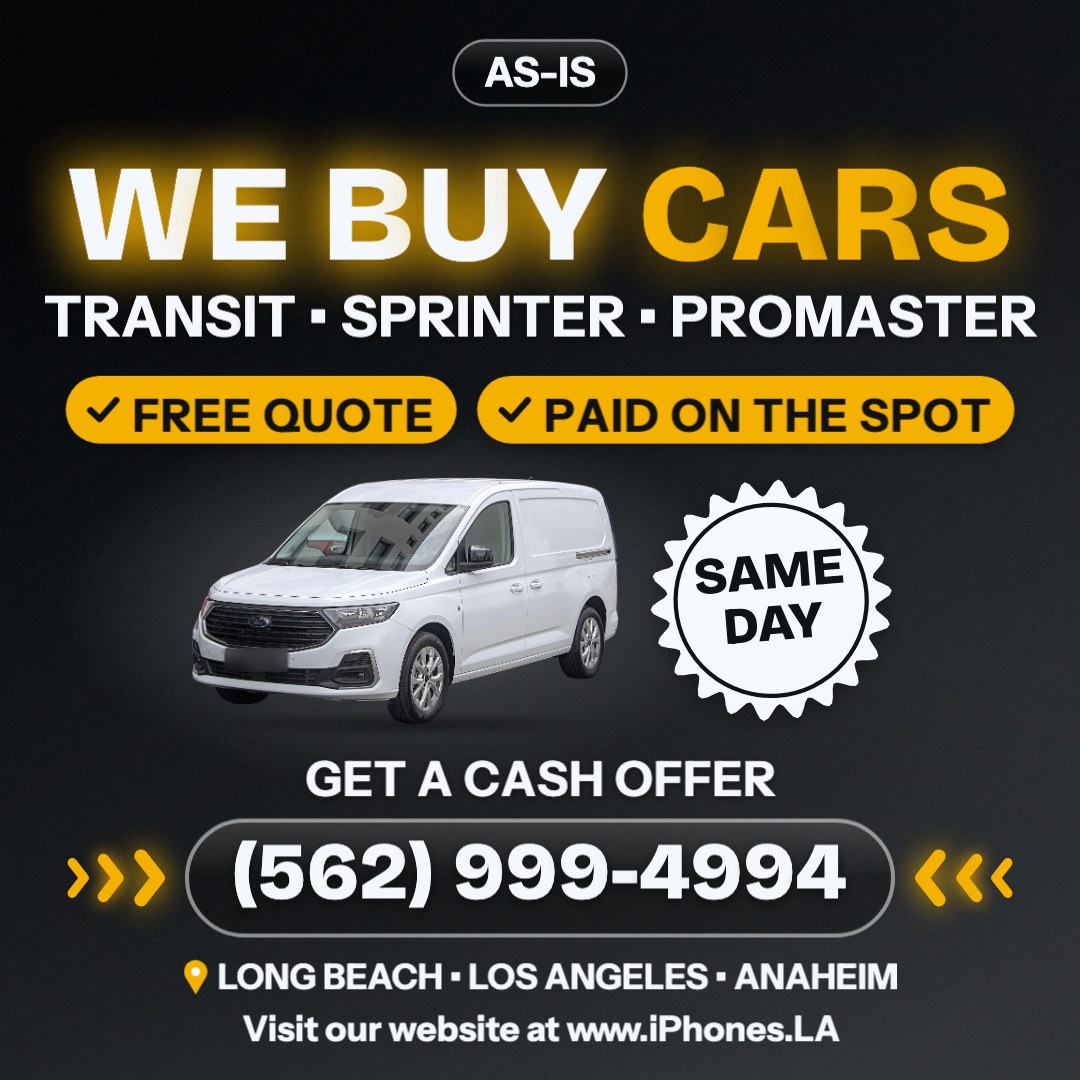 AS-IS
WE BUY CARS
TRANSIT ▪ SPRINTER ▪ PROMASTER
✓ FREE QUOTE
✓ PAID ON THE SPOT
SAME
DAY
GET A CASH OFFER
(562) 999-4994
LONG BEACH ▪ LOS ANGELES ▪ ANAHEIM
Visit our website at www.iPhones.LA